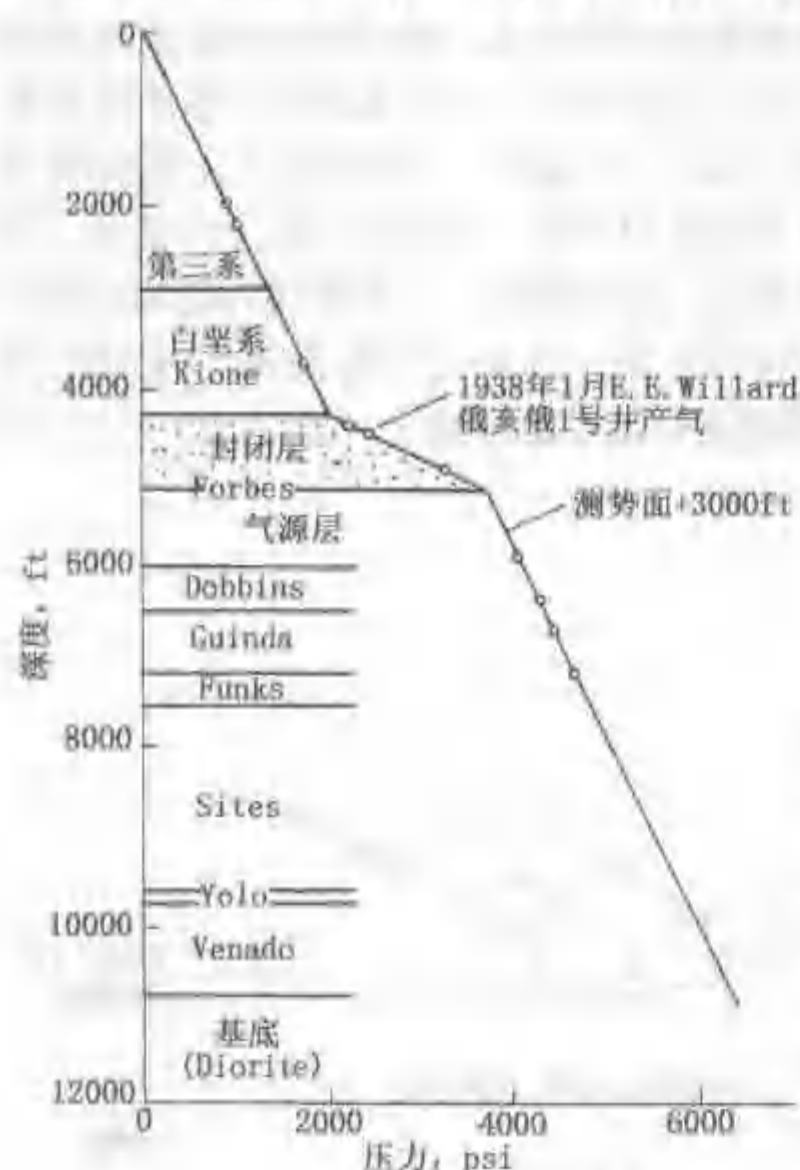 0
2000
第三系
白垩系
Kione
4000
1938年1月E.E.Willard
俄亥俄1号井产气
封闭层
Forbes
测势面+3000ft
气源层
6000
Dobbins
Guinda
Funks
深度，ft
8000
Sites
Yolo
10000
Venado
基底
(Diorite)
12000
0
2000
4000
6000
压力，psi